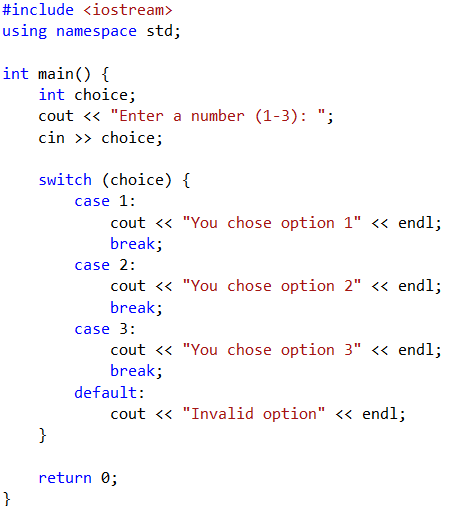 #include <iostream>
using namespace std;

int main() {
    int choice;
    cout << "Enter a number (1-3): ";
    cin >> choice;

    switch (choice) {
        case 1:
            cout << "You chose option 1" << endl;
            break;
        case 2:
            cout << "You chose option 2" << endl;
            break;
        case 3:
            cout << "You chose option 3" << endl;
            break;
        default:
            cout << "Invalid option" << endl;
    }

    return 0;
}